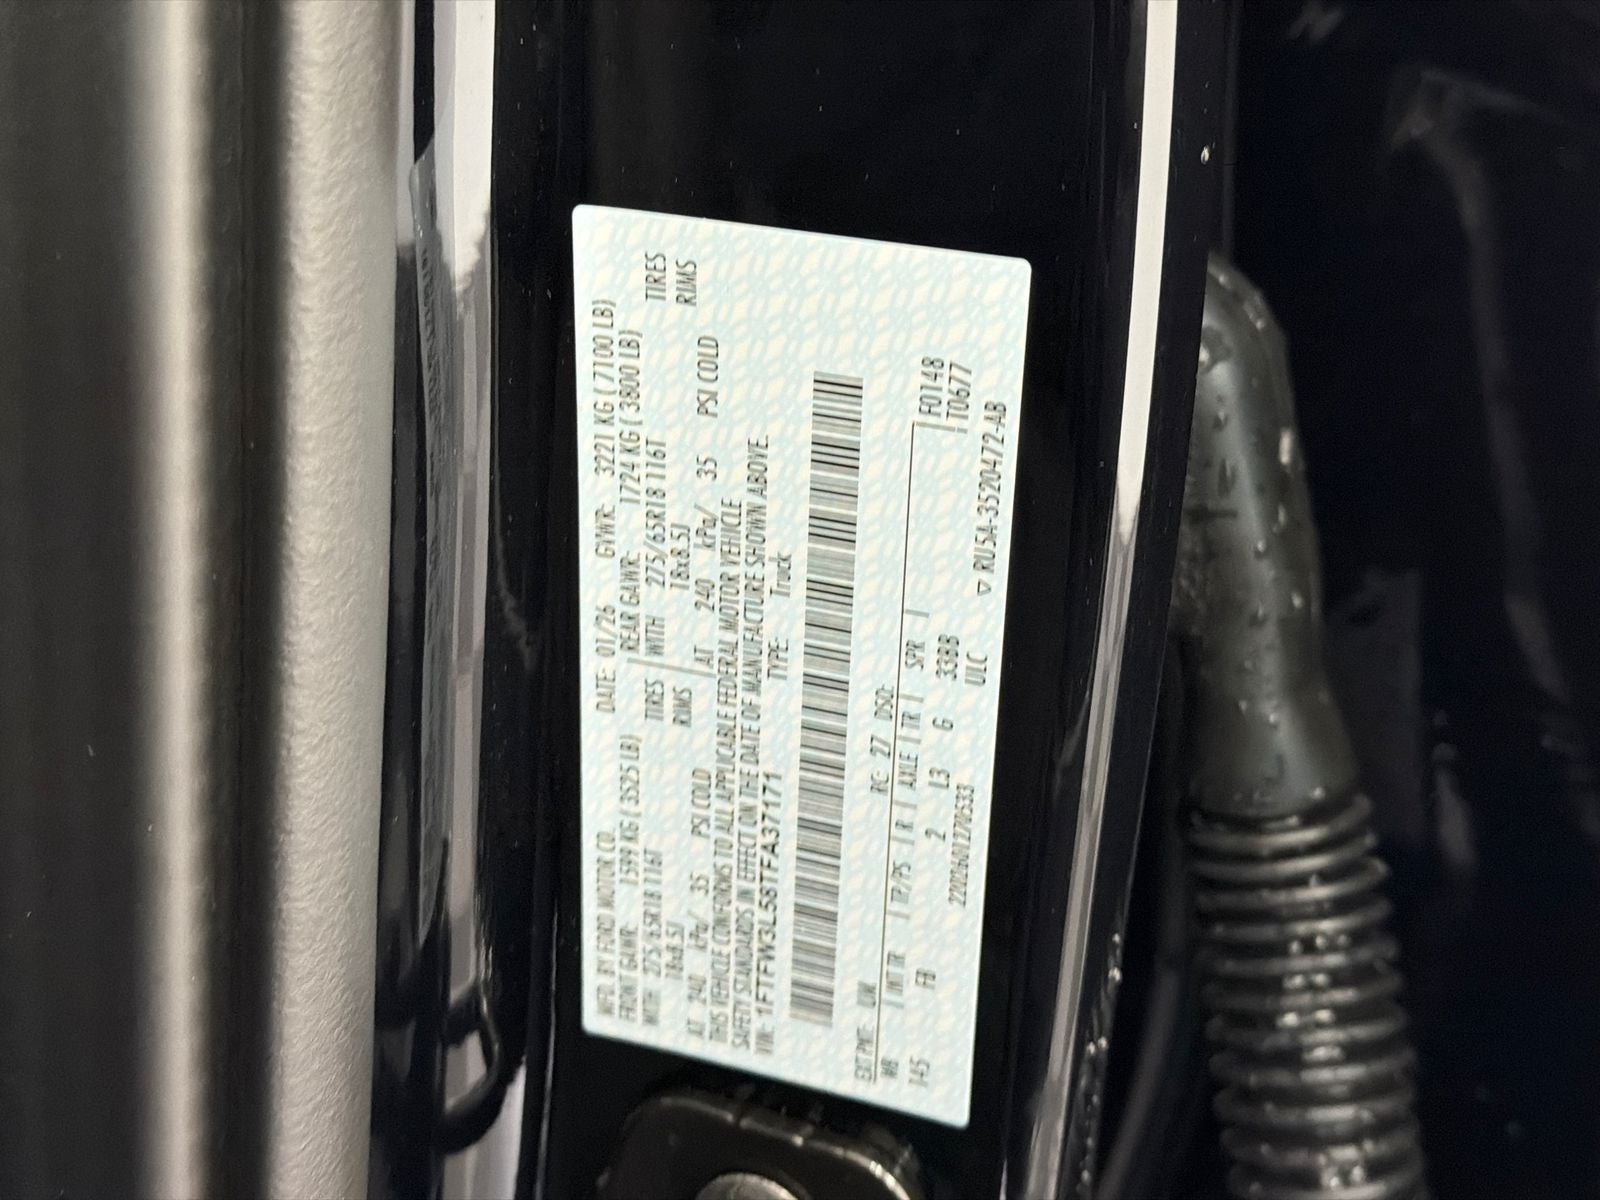 MFD. BY FORD MOTOR CO.
DATE: 01/26 GVWR: 3221 KG ( 7100 LB)
FRONT GAWR: 1599 KG ( 3525 LB)
REAR GAWR: 1724 KG ( 3800 LB)
WITH 275/65R18 116T TIRES
WITH 275/65R18 116T TIRES
18x8.5J RIMS
18x8.5J RIMS
AT 240 kPa/ 35 PSI COLD
AT 240 kPa/ 35 PSI COLD
THIS VEHICLE CONFORMS TO ALL APPLICABLE FEDERAL MOTOR VEHICLE
SAFETY STANDARDS IN EFFECT ON THE DATE OF MANUFACTURE SHOWN ABOVE.
VIN: 1FTFW3L58TFA37171
TYPE: Truck
EXT PNT: RC: 27 DSO:
WB INT TR TP/PS R AXLE TR SPR
145 2 L3 G 33BB
F0148
T0677
UTC
▽ RU5A-3520472-AB